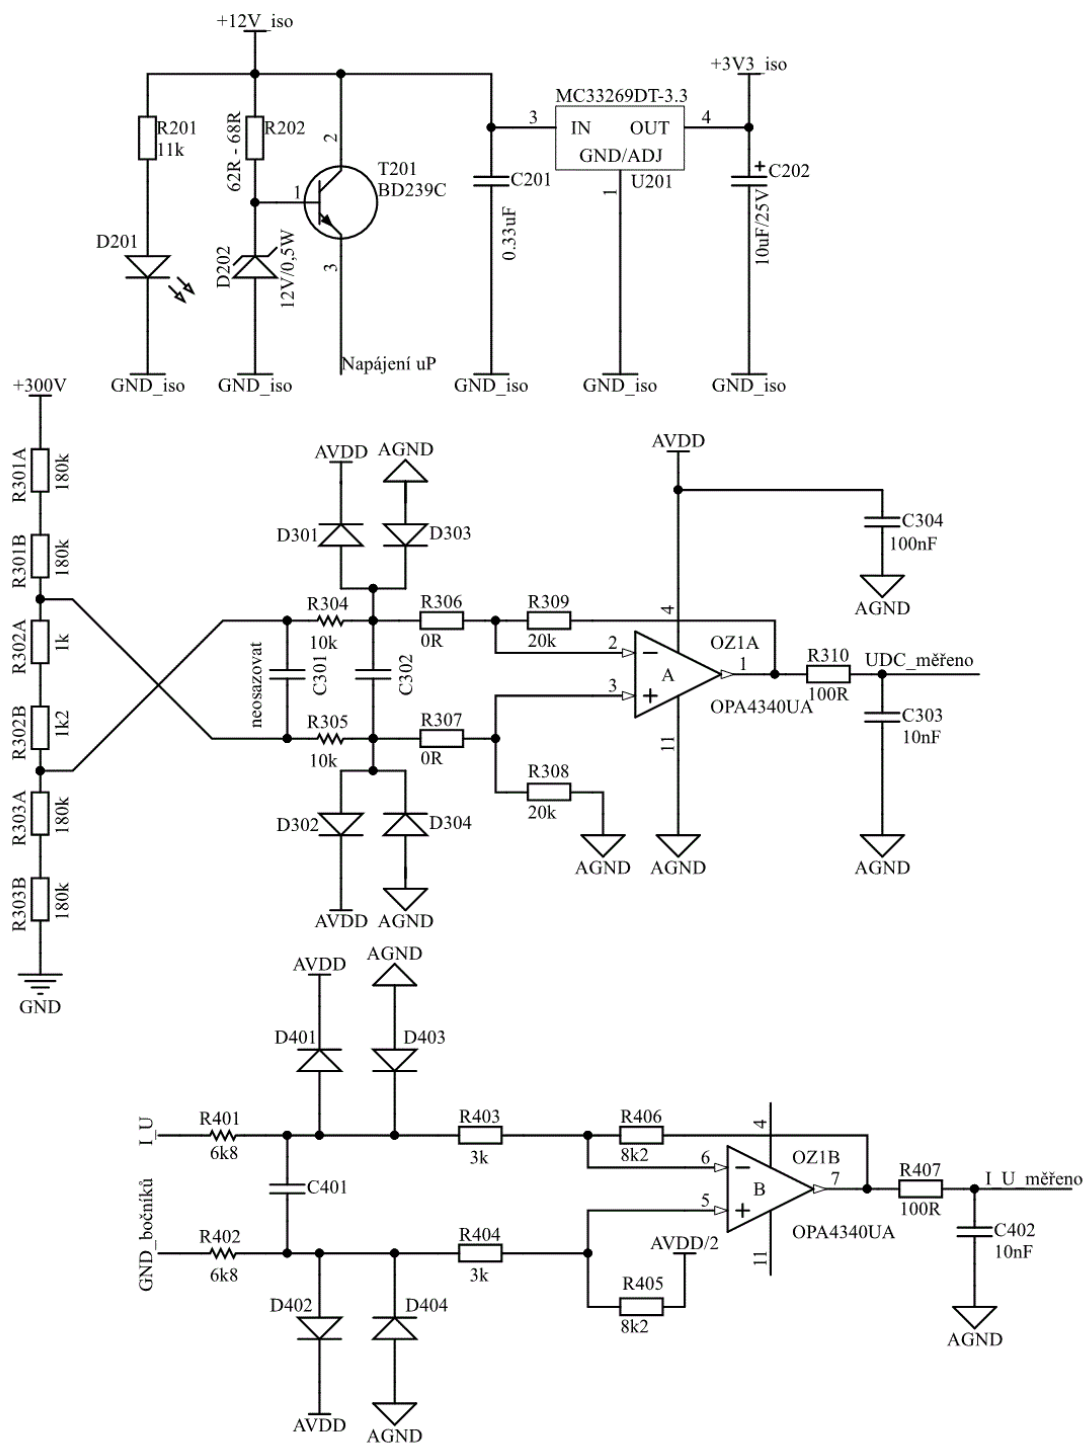 +12V_iso
+3V3_iso
MC33269DT-3.3
3
IN
OUT
4
GND/ADJ
U201
1
R201
11k
62R - 68R
R202
2
T201
BD239C
1
3
C201
0.33uF
+
C202
10uF/25V
D201
D202
12V/0,5W
Napájení uP
GND_iso
GND_iso
GND_iso
GND_iso
GND_iso
+300V
R301A
180k
R301B
180k
R302A
1k
R302B
1k2
R303A
180k
R303B
180k
GND
AVDD
AGND
D301
D303
neosazovat
C301
R304
10k
C302
R305
10k
R306
0R
R307
0R
R309
20k
R308
20k
AGND
D302
D304
AVDD
AGND
AVDD
C304
100nF
AGND
4
OZ1A
2
−
A
1
3
+
OPA4340UA
11
AGND
R310
100R
UDC_měřeno
C303
10nF
AGND
AVDD
AGND
D401
D403
I_U
R401
6k8
C401
GND_bočníků
R402
6k8
R403
3k
R404
3k
R406
8k2
AVDD/2
R405
8k2
D402
D404
AVDD
AGND
4
OZ1B
6
−
B
7
5
+
OPA4340UA
11
R407
100R
I_U_měřeno
C402
10nF
AGND